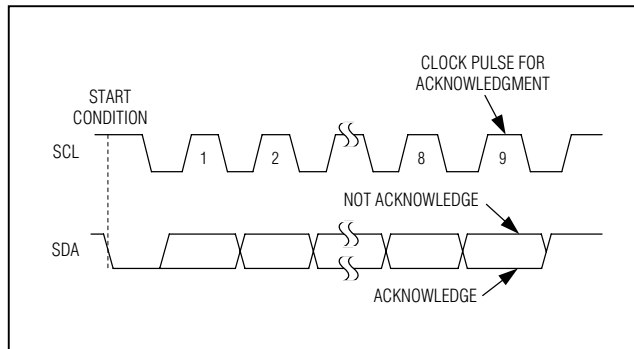 CLOCK PULSE FOR
ACKNOWLEDGMENT
START
CONDITION
SCL
1
2
8
9
NOT ACKNOWLEDGE
SDA
ACKNOWLEDGE